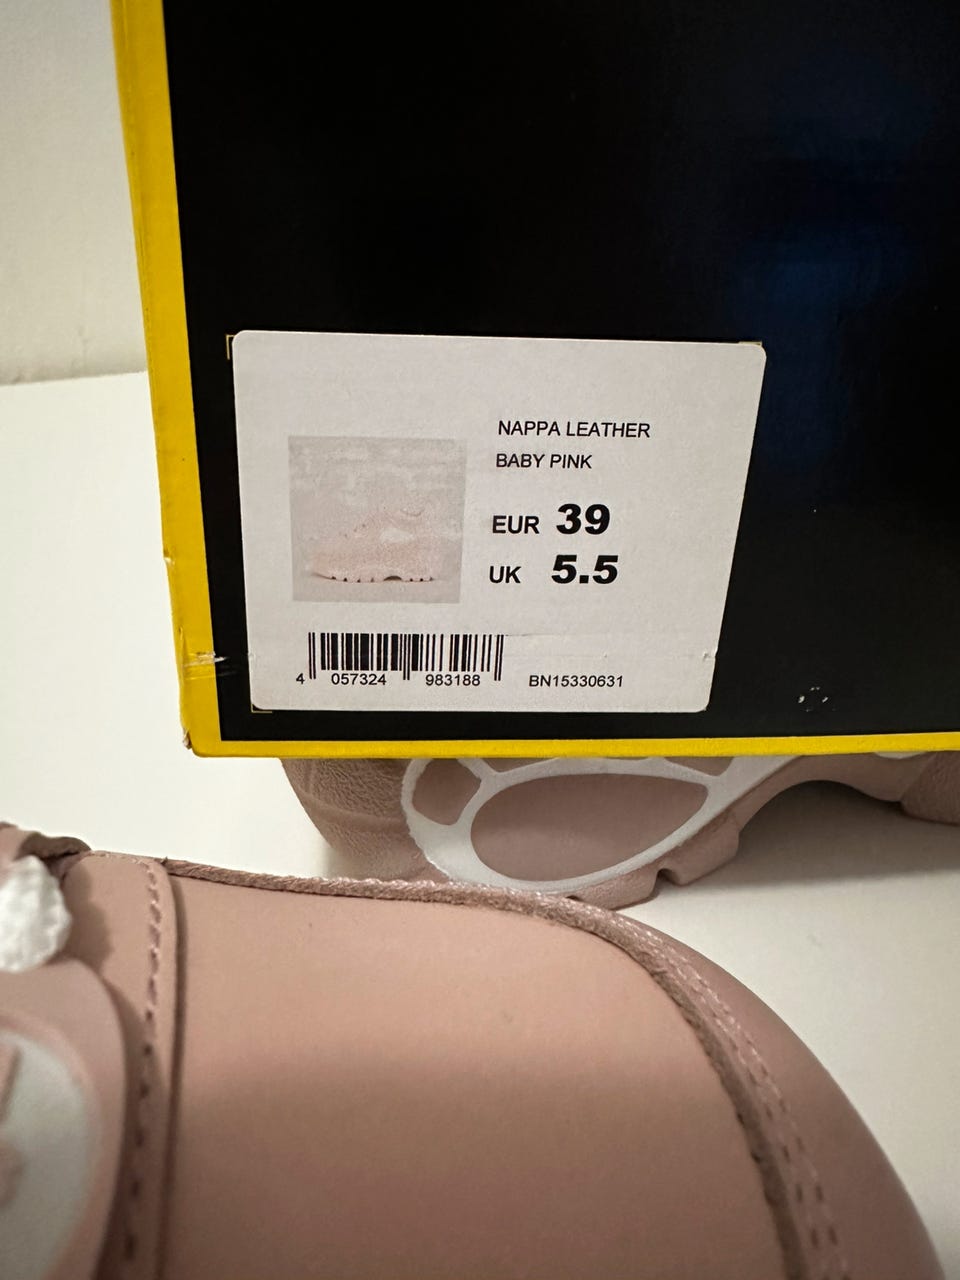 NAPPA LEATHER
BABY PINK
EUR 39
UK 5.5
4 057324 983188 BN15330631